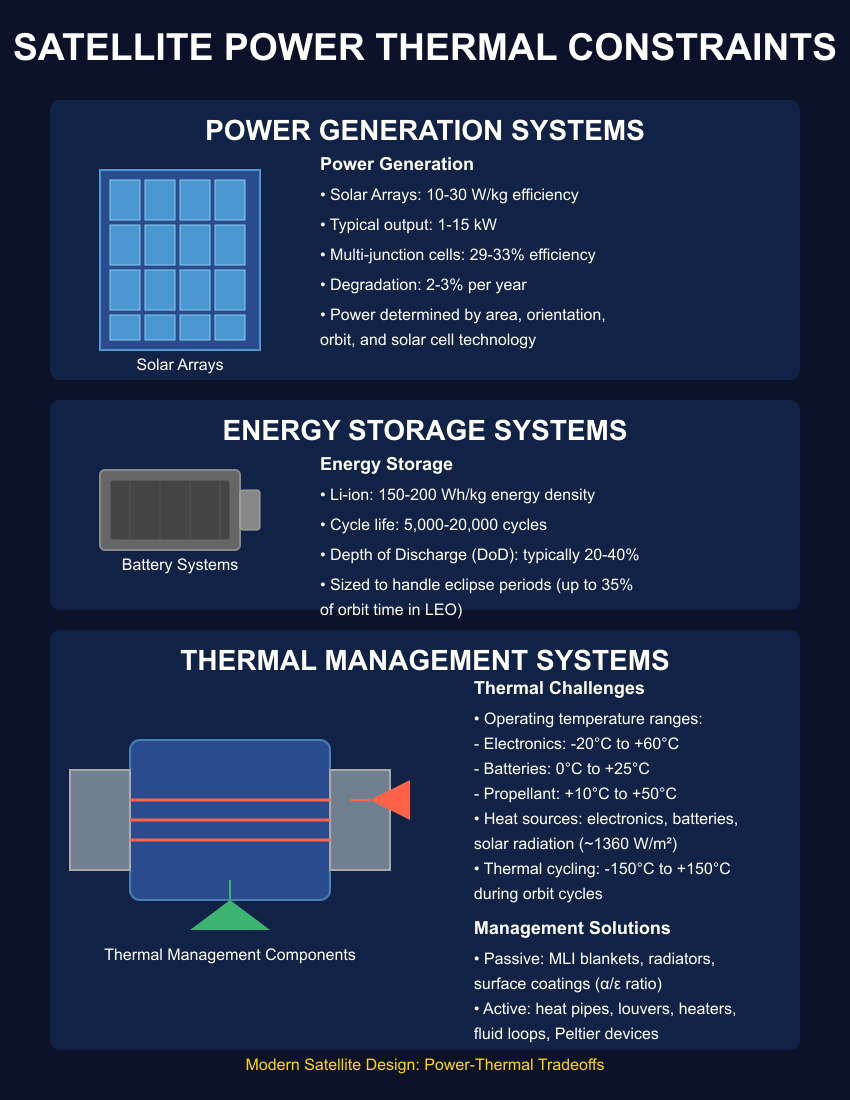 SATELLITE POWER THERMAL CONSTRAINTS
POWER GENERATION SYSTEMS
Power Generation
• Solar Arrays: 10-30 W/kg efficiency
• Typical output: 1-15 kW
• Multi-junction cells: 29-33% efficiency
• Degradation: 2-3% per year
• Power determined by area, orientation,
orbit, and solar cell technology
Solar Arrays
ENERGY STORAGE SYSTEMS
Energy Storage
• Li-ion: 150-200 Wh/kg energy density
• Cycle life: 5,000-20,000 cycles
• Depth of Discharge (DoD): typically 20-40%
• Sized to handle eclipse periods (up to 35%
of orbit time in LEO)
Battery Systems
THERMAL MANAGEMENT SYSTEMS
Thermal Challenges
• Operating temperature ranges:
- Electronics: -20°C to +60°C
- Batteries: 0°C to +25°C
- Propellant: +10°C to +50°C
• Heat sources: electronics, batteries,
solar radiation (~1360 W/m²)
• Thermal cycling: -150°C to +150°C
during orbit cycles
Management Solutions
• Passive: MLI blankets, radiators,
surface coatings (α/ε ratio)
• Active: heat pipes, louvers, heaters,
fluid loops, Peltier devices
Thermal Management Components
Modern Satellite Design: Power-Thermal Tradeoffs